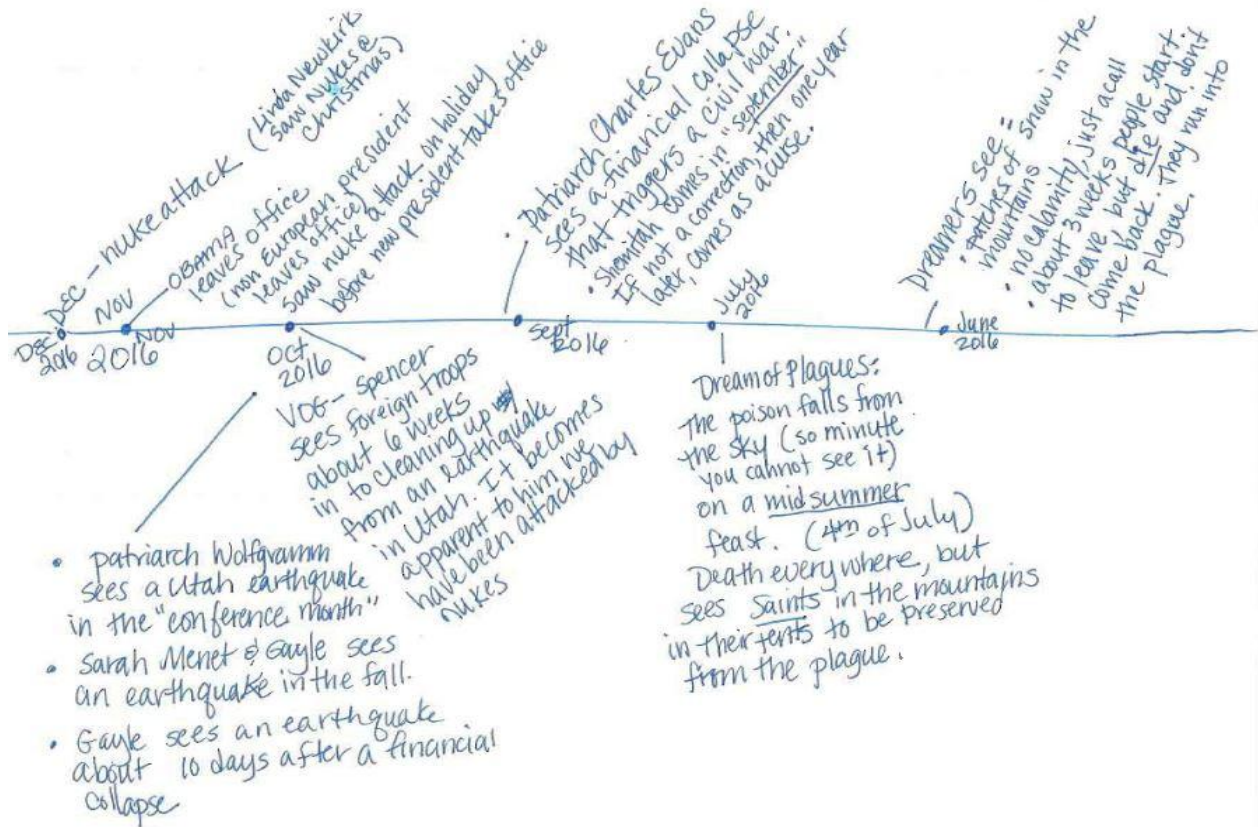 DEC — nuke attack (Linda Newkirk
saw Nukes @
Christmas)
DEC
2016
NOV
NOV
2016
OBAMA
leaves office
(non European president
leaves office)
saw nuke attack on holiday
before new president takes office
OCT
2016
• Patriarch Charles Evans
sees a financial collapse
that triggers a civil war.
• Shemitah comes in "September"
If not a correction, then one year
later, comes as a curse.
Sept
2016
July
2016
Dreamers see =
• patches of snow in the
mountains
• no calamity, just a call
• about 3 weeks people start
to leave but die and don't
come back. They run into
the plague.
June
2016
• patriarch Wolfgramm
sees a Utah earthquake
in the "conference month"
• Sarah Menet & Gayle sees
an earthquake in the fall.
• Gayle sees an earthquake
about 10 days after a financial
collapse
VOG — Spencer
sees foreign troops
about 6 weeks
in to cleaning up
from an earthquake
in Utah. It becomes
apparent to him we
have been attacked by
nukes
Dream of Plagues:
the poison falls from
the sky (so minute
you cannot see it)
on a midsummer
feast. (4th of July)
Death everywhere, but
sees Saints in the mountains
in their tents to be preserved
from the plague.